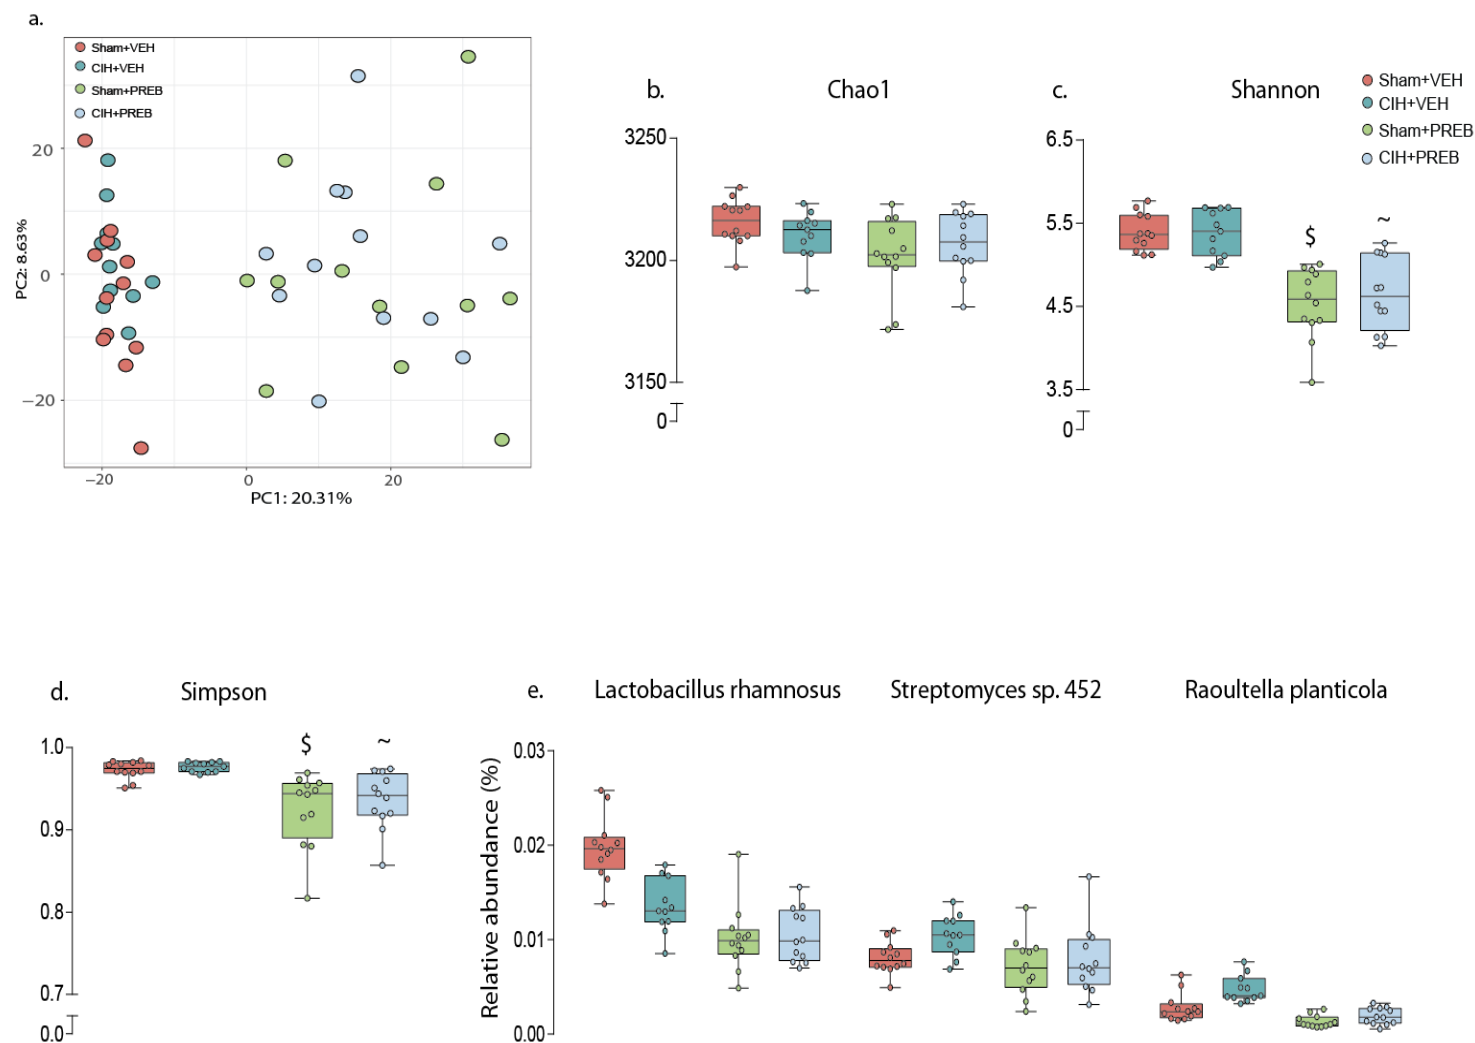 a.
Sham+VEH
CIH+VEH
Sham+PREB
CIH+PREB
20
0
−20
PC2: 8.63%
−20
0
20
PC1: 20.31%
b.
Chao1
3250
3200
3150
0
c.
Shannon
Sham+VEH
CIH+VEH
Sham+PREB
CIH+PREB
6.5
5.5
4.5
3.5
0
$
~
d.
Simpson
1.0
0.9
0.8
0.7
0.0
$
~
e.
Lactobacillus rhamnosus
Streptomyces sp. 452
Raoultella planticola
Relative abundance (%)
0.03
0.02
0.01
0.00